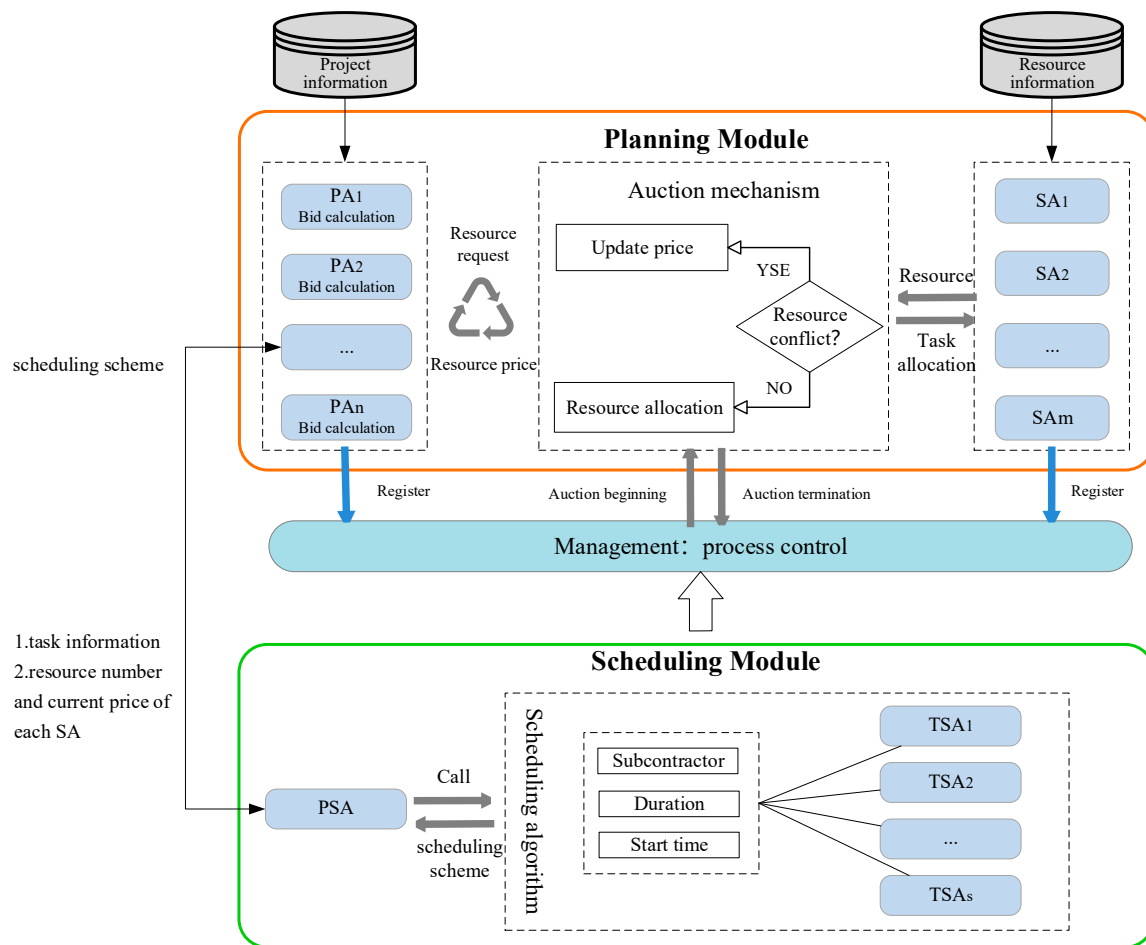 Project
information
Resource
information
Planning Module
PA1
Bid calculation
PA2
Bid calculation
...
PAn
Bid calculation
Resource
request
Resource price
Auction mechanism
Update price
YSE
Resource
conflict?
NO
Resource allocation
Resource
Task
allocation
SA1
SA2
...
SAm
scheduling scheme
Register
Auction beginning
Auction termination
Register
Management：process control
1.task information
2.resource number
and current price of
each SA
Scheduling Module
PSA
Call
scheduling
scheme
Scheduling algorithm
Subcontractor
Duration
Start time
TSA1
TSA2
...
TSAs